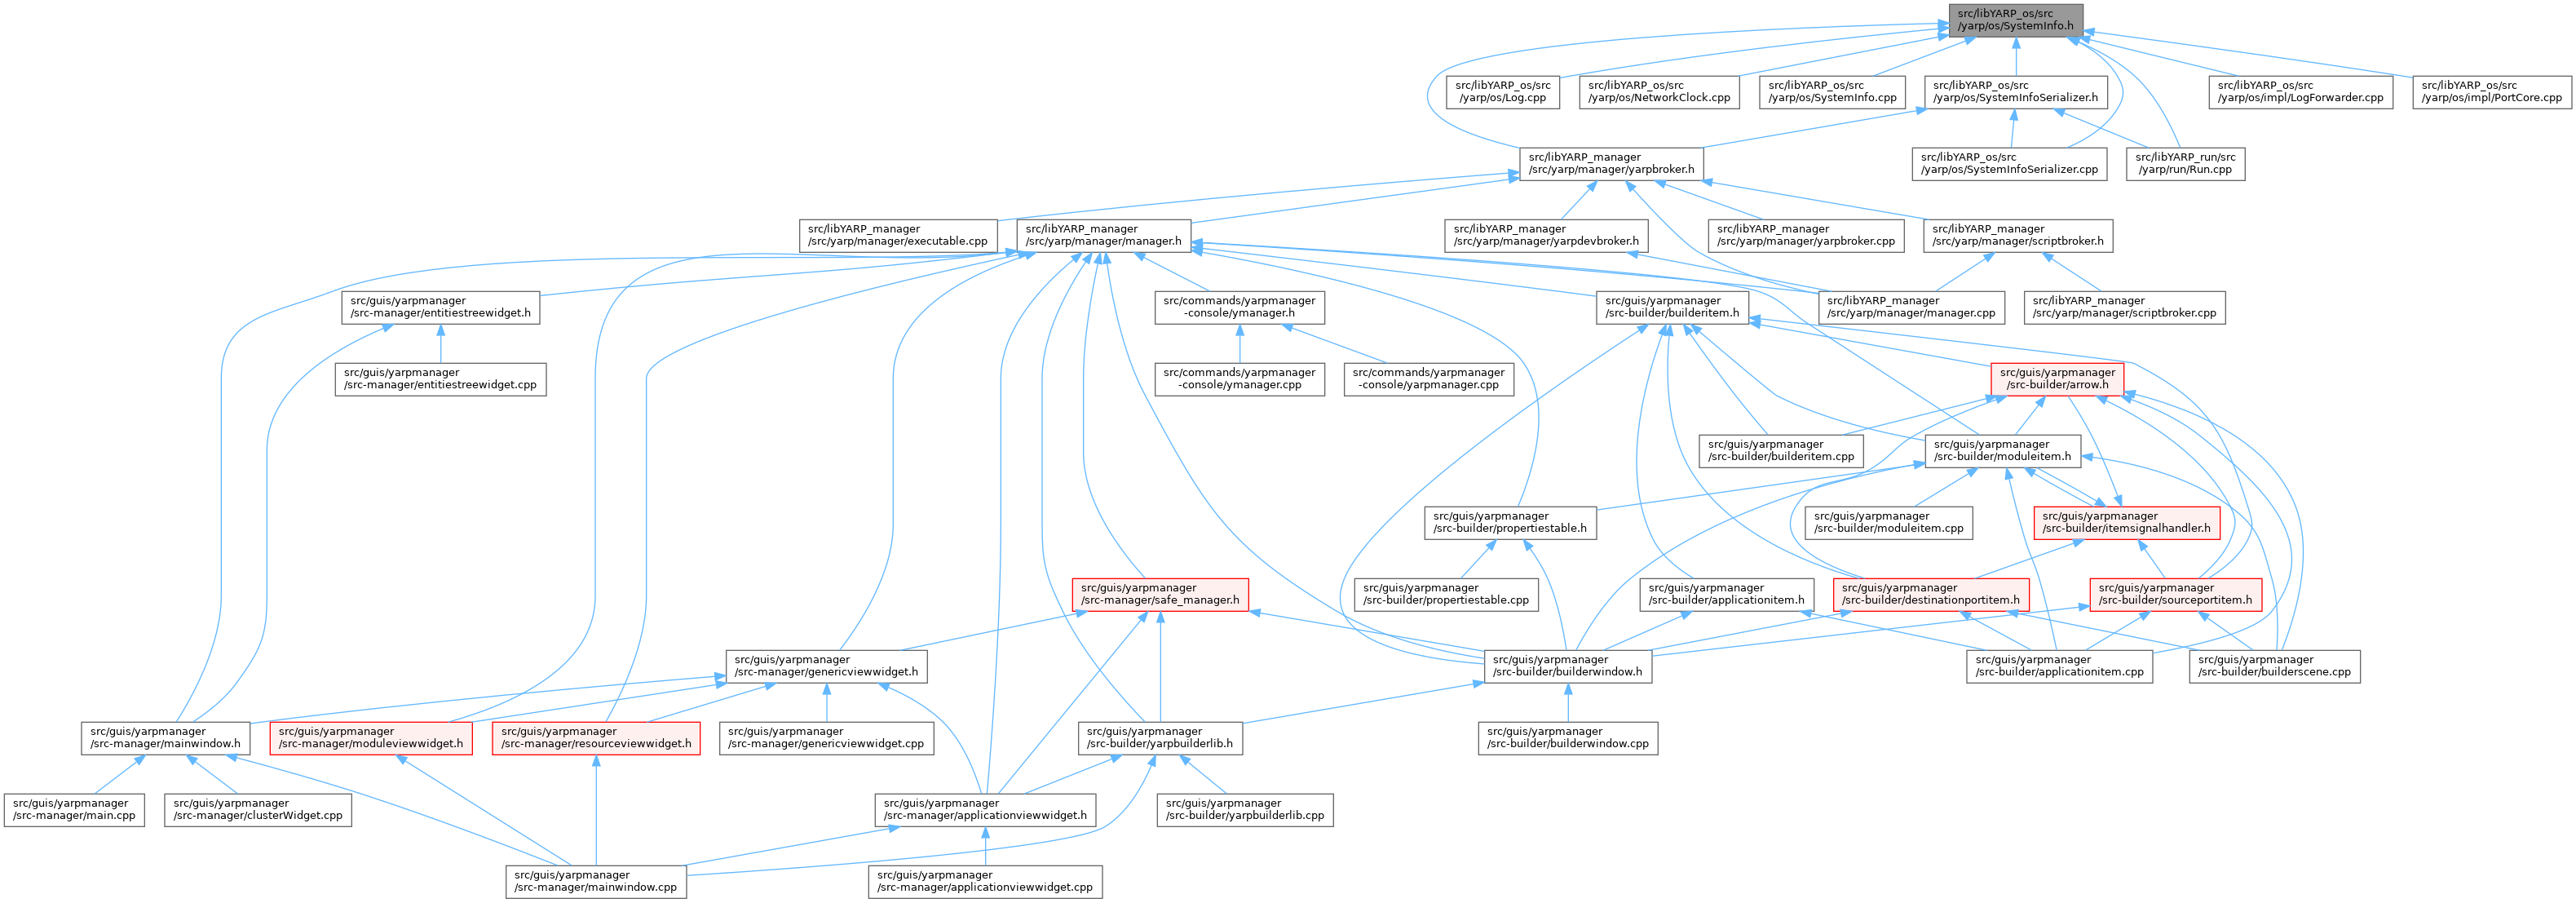 src/libYARP_os/src
/yarp/os/SystemInfo.h
src/libYARP_os/src
/yarp/os/Log.cpp
src/libYARP_os/src
/yarp/os/NetworkClock.cpp
src/libYARP_os/src
/yarp/os/SystemInfo.cpp
src/libYARP_os/src
/yarp/os/SystemInfoSerializer.h
src/libYARP_os/src
/yarp/os/impl/LogForwarder.cpp
src/libYARP_os/src
/yarp/os/impl/PortCore.cpp
src/libYARP_manager
/src/yarp/manager/yarpbroker.h
src/libYARP_os/src
/yarp/os/SystemInfoSerializer.cpp
src/libYARP_run/src
/yarp/run/Run.cpp
src/libYARP_manager
/src/yarp/manager/executable.cpp
src/libYARP_manager
/src/yarp/manager/manager.h
src/libYARP_manager
/src/yarp/manager/yarpdevbroker.h
src/libYARP_manager
/src/yarp/manager/yarpbroker.cpp
src/libYARP_manager
/src/yarp/manager/scriptbroker.h
src/guis/yarpmanager
/src-manager/entitiestreewidget.h
src/commands/yarpmanager
-console/ymanager.h
src/guis/yarpmanager
/src-builder/builderitem.h
src/libYARP_manager
/src/yarp/manager/manager.cpp
src/libYARP_manager
/src/yarp/manager/scriptbroker.cpp
src/guis/yarpmanager
/src-manager/entitiestreewidget.cpp
src/commands/yarpmanager
-console/ymanager.cpp
src/commands/yarpmanager
-console/yarpmanager.cpp
src/guis/yarpmanager
/src-builder/arrow.h
src/guis/yarpmanager
/src-builder/builderitem.cpp
src/guis/yarpmanager
/src-builder/moduleitem.h
src/guis/yarpmanager
/src-builder/propertiestable.h
src/guis/yarpmanager
/src-builder/moduleitem.cpp
src/guis/yarpmanager
/src-builder/itemsignalhandler.h
src/guis/yarpmanager
/src-manager/safe_manager.h
src/guis/yarpmanager
/src-builder/propertiestable.cpp
src/guis/yarpmanager
/src-builder/applicationitem.h
src/guis/yarpmanager
/src-builder/destinationportitem.h
src/guis/yarpmanager
/src-builder/sourceportitem.h
src/guis/yarpmanager
/src-manager/genericviewwidget.h
src/guis/yarpmanager
/src-builder/builderwindow.h
src/guis/yarpmanager
/src-builder/applicationitem.cpp
src/guis/yarpmanager
/src-builder/builderscene.cpp
src/guis/yarpmanager
/src-manager/mainwindow.h
src/guis/yarpmanager
/src-manager/moduleviewwidget.h
src/guis/yarpmanager
/src-manager/resourceviewwidget.h
src/guis/yarpmanager
/src-manager/genericviewwidget.cpp
src/guis/yarpmanager
/src-builder/yarpbuilderlib.h
src/guis/yarpmanager
/src-builder/builderwindow.cpp
src/guis/yarpmanager
/src-manager/main.cpp
src/guis/yarpmanager
/src-manager/clusterWidget.cpp
src/guis/yarpmanager
/src-manager/applicationviewwidget.h
src/guis/yarpmanager
/src-builder/yarpbuilderlib.cpp
src/guis/yarpmanager
/src-manager/mainwindow.cpp
src/guis/yarpmanager
/src-manager/applicationviewwidget.cpp